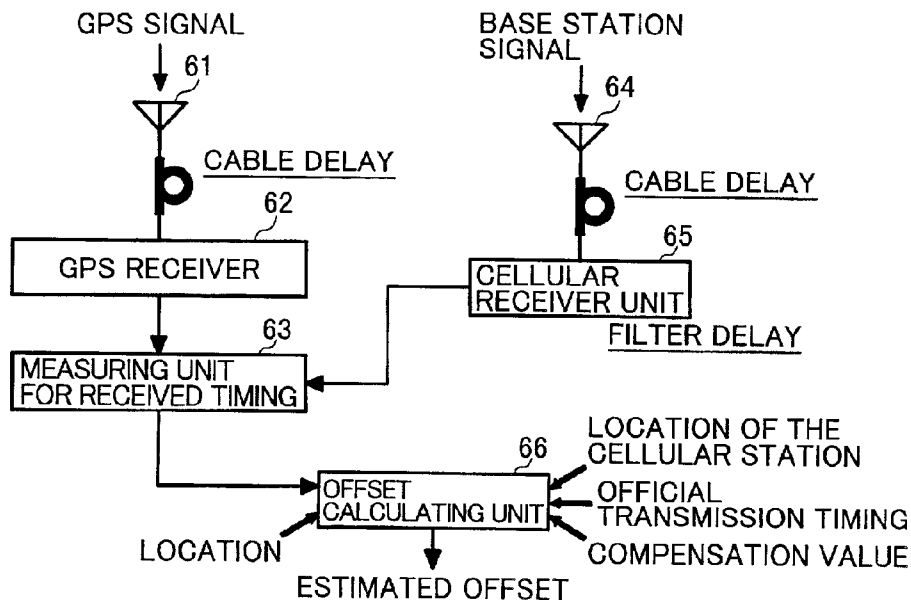 GPS SIGNAL
BASE STATION
SIGNAL
61
64
CABLE DELAY
CABLE DELAY
62
65
GPS RECEIVER
CELLULAR
RECEIVER UNIT
FILTER DELAY
63
MEASURING UNIT
FOR RECEIVED TIMING
66
LOCATION OF THE
CELLULAR STATION
OFFSET
CALCULATING UNIT
OFFICIAL
TRANSMISSION TIMING
LOCATION
COMPENSATION VALUE
ESTIMATED OFFSET